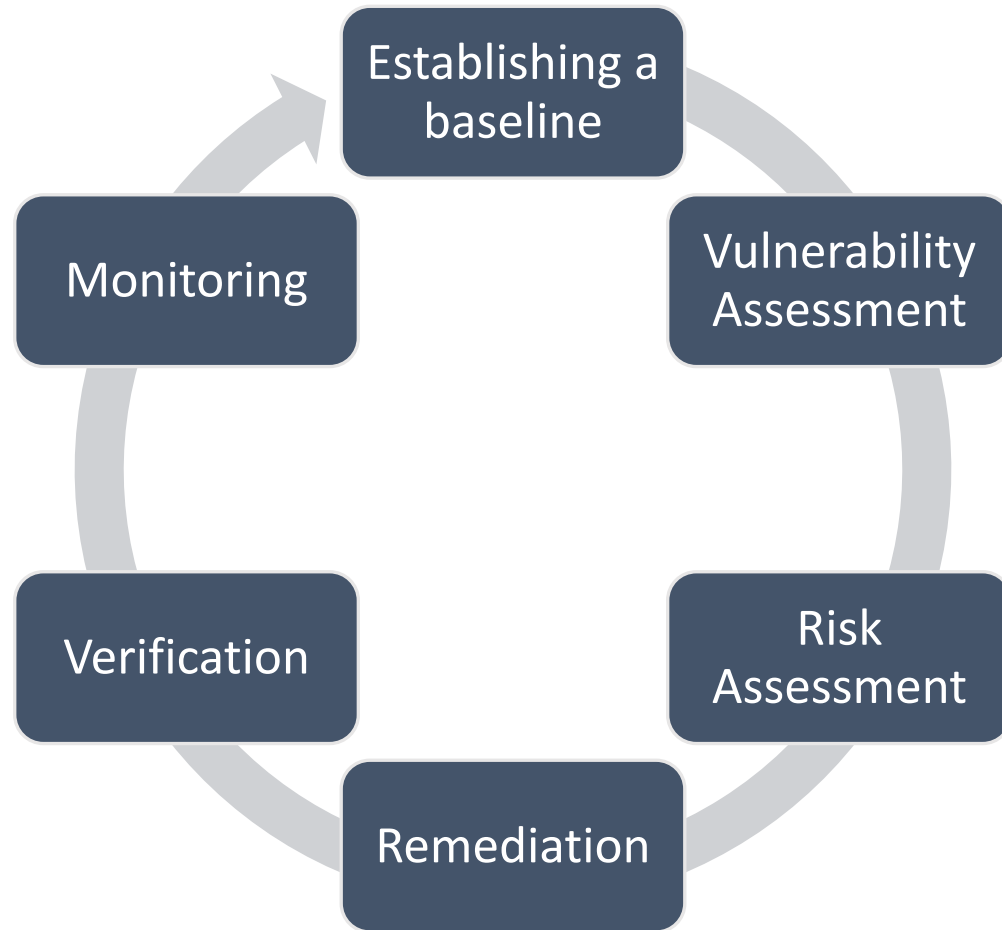 Establishing a
baseline
Vulnerability
Assessment
Risk
Assessment
Remediation
Verification
Monitoring